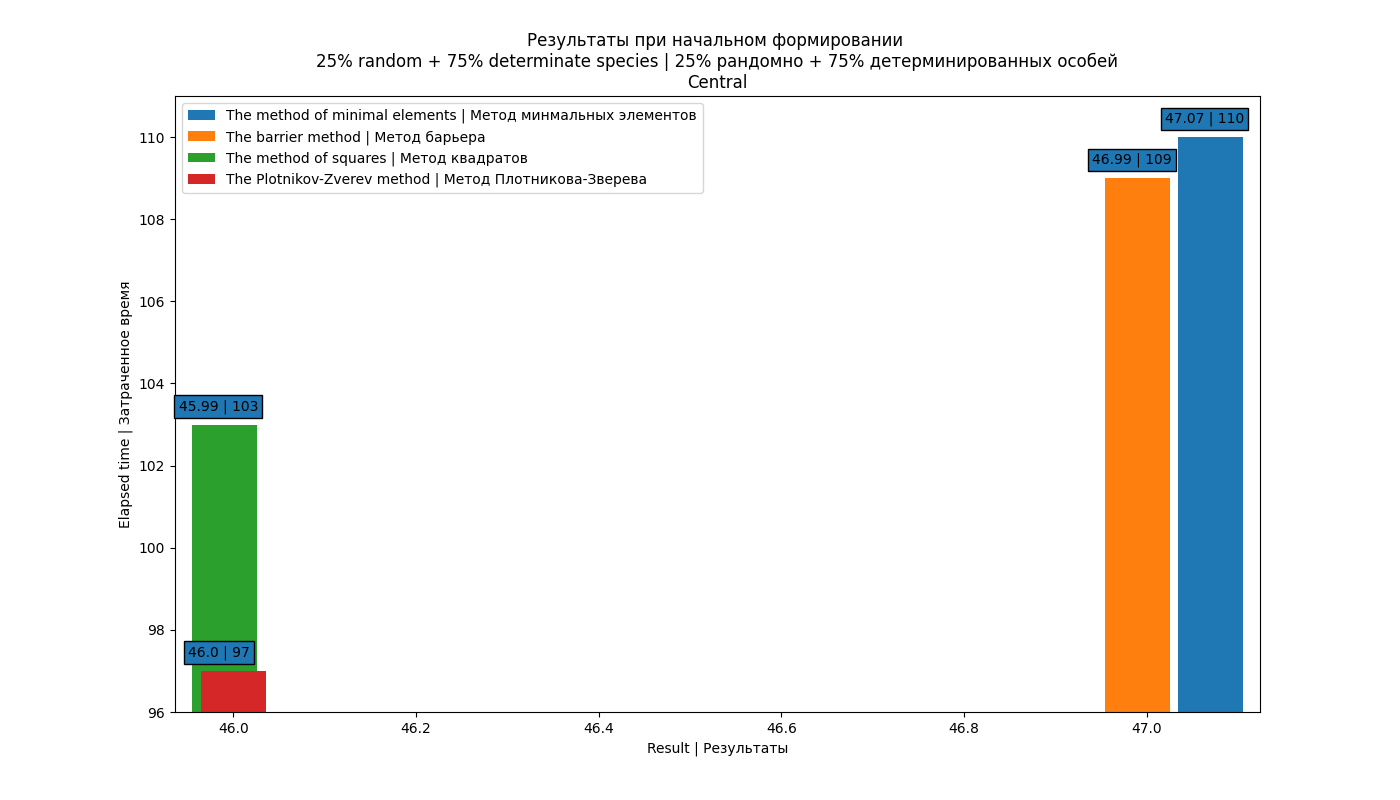 Результаты при начальном формировании
25% random + 75% determinate species | 25% рандомно + 75% детерминированных особей
Central
The method of minimal elements | Метод минмальных элементов
The barrier method | Метод барьера
The method of squares | Метод квадратов
The Plotnikov-Zverev method | Метод Плотникова-Зверева
47.07 | 110
46.99 | 109
45.99 | 103
46.0 | 97
110
108
106
104
102
100
98
96
Elapsed time | Затраченное время
46.0 46.2 46.4 46.6 46.8 47.0
Result | Результаты